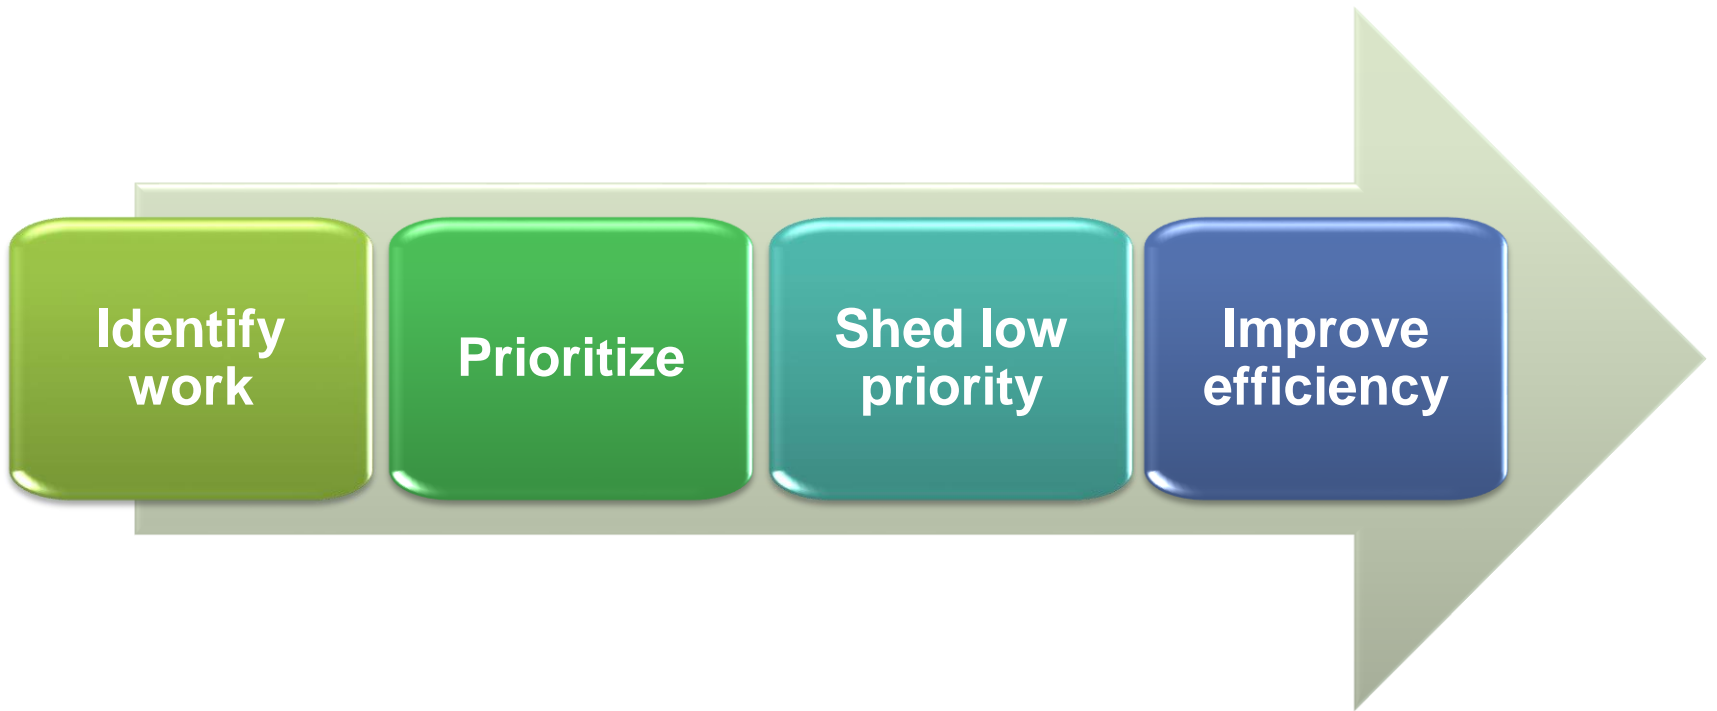 Identify
work
Prioritize
Shed low
priority
Improve
efficiency